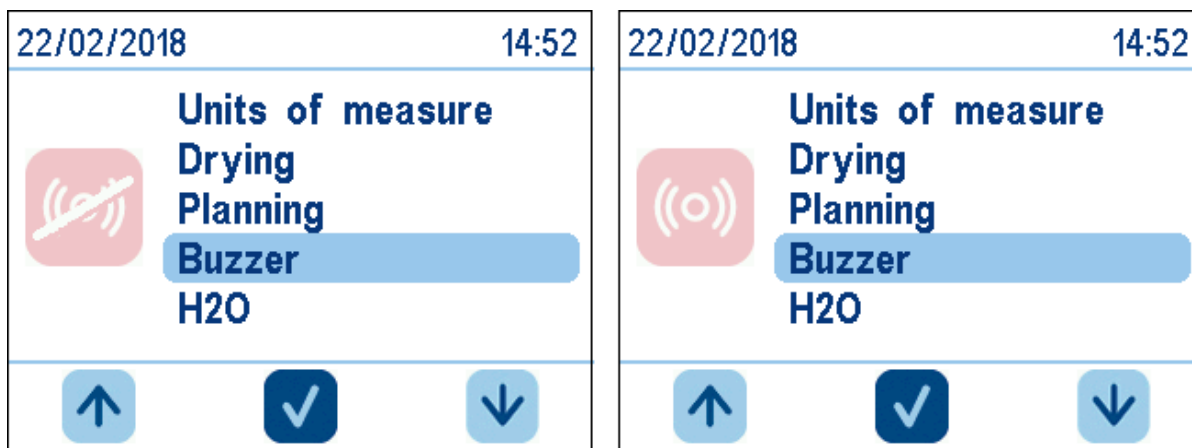 22/02/2018 14:52
Units of measure
Drying
Planning
Buzzer
H2O
22/02/2018 14:52
Units of measure
Drying
Planning
Buzzer
H2O